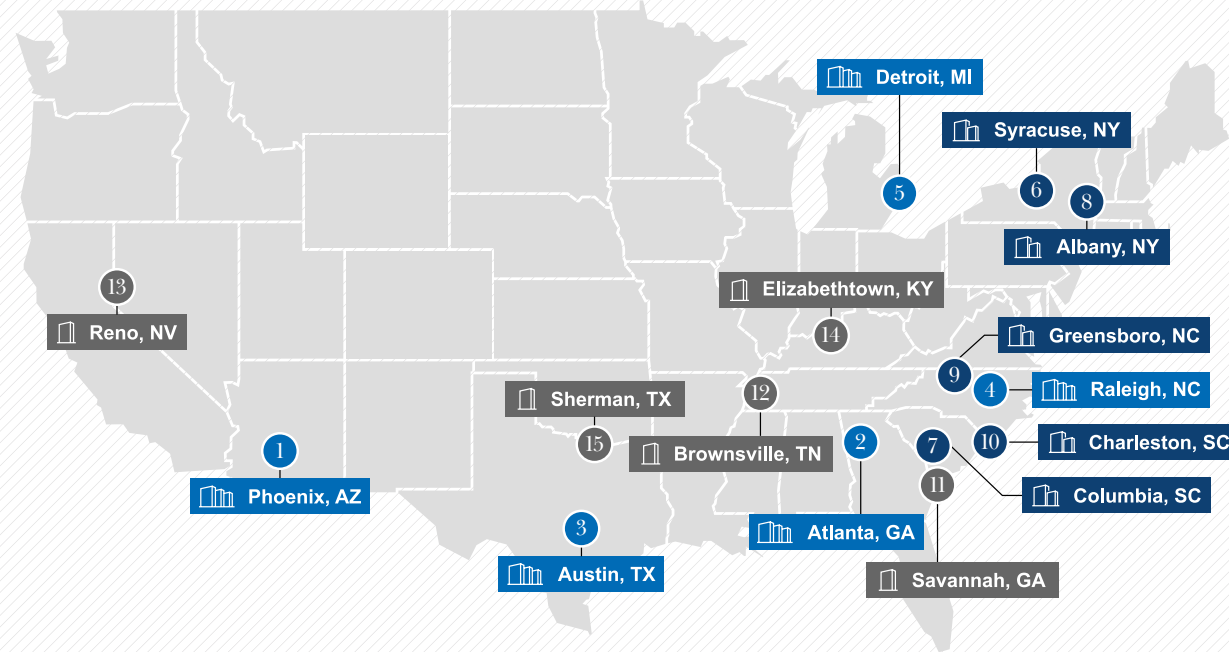 Detroit, MI
Syracuse, NY
5
6
8
Albany, NY
13
Elizabethtown, KY
Reno, NV
14
Greensboro, NC
9
4
Raleigh, NC
Sherman, TX
12
15
1
2
7
10
Charleston, SC
Brownsville, TN
11
Columbia, SC
Phoenix, AZ
3
Atlanta, GA
Austin, TX
Savannah, GA